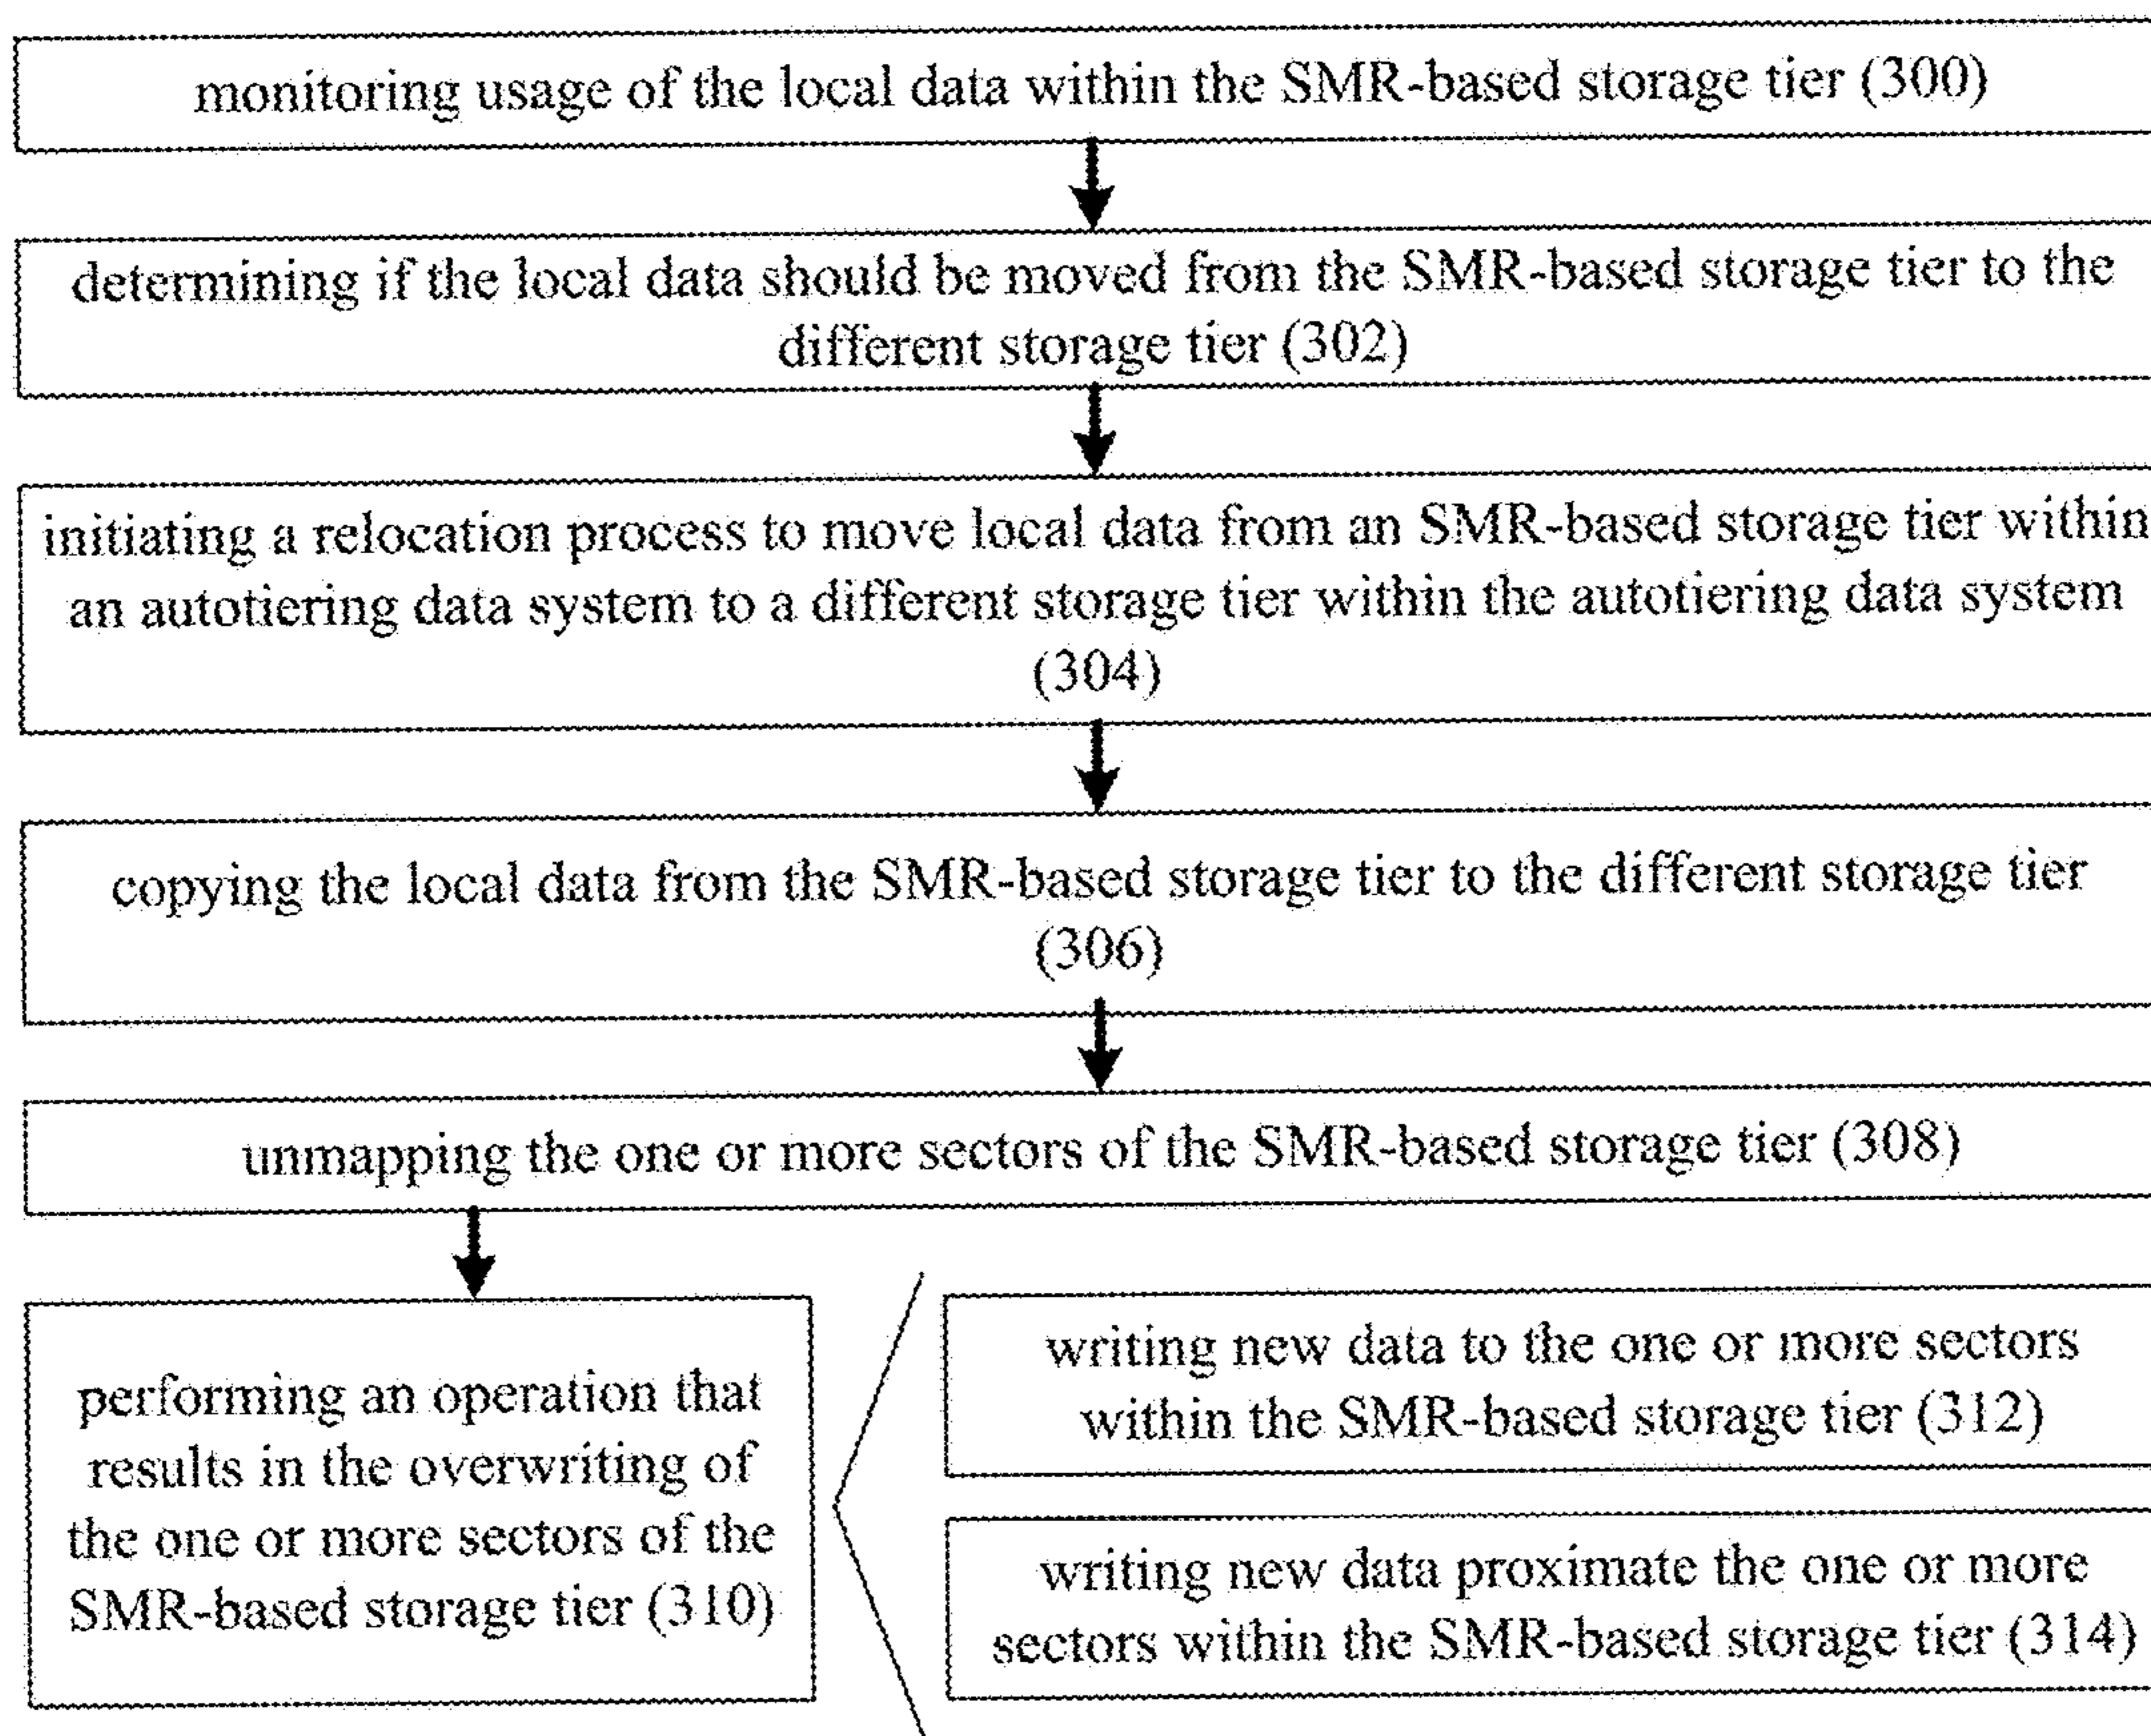 monitoring usage of the local data within the SMR-based storage tier (300)
determining if the local data should be moved from the SMR-based storage tier to the
different storage tier (302)
initiating a relocation process to move local data from an SMR-based storage tier within
an autotiering data system to a different storage tier within the autotiering data system
(304)
copying the local data from the SMR-based storage tier to the different storage tier
(306)
unmapping the one or more sectors of the SMR-based storage tier (308)
performing an operation that
results in the overwriting of
the one or more sectors of the
SMR-based storage tier (310)
writing new data to the one or more sectors
within the SMR-based storage tier (312)
writing new data proximate the one or more
sectors within the SMR-based storage tier (314)